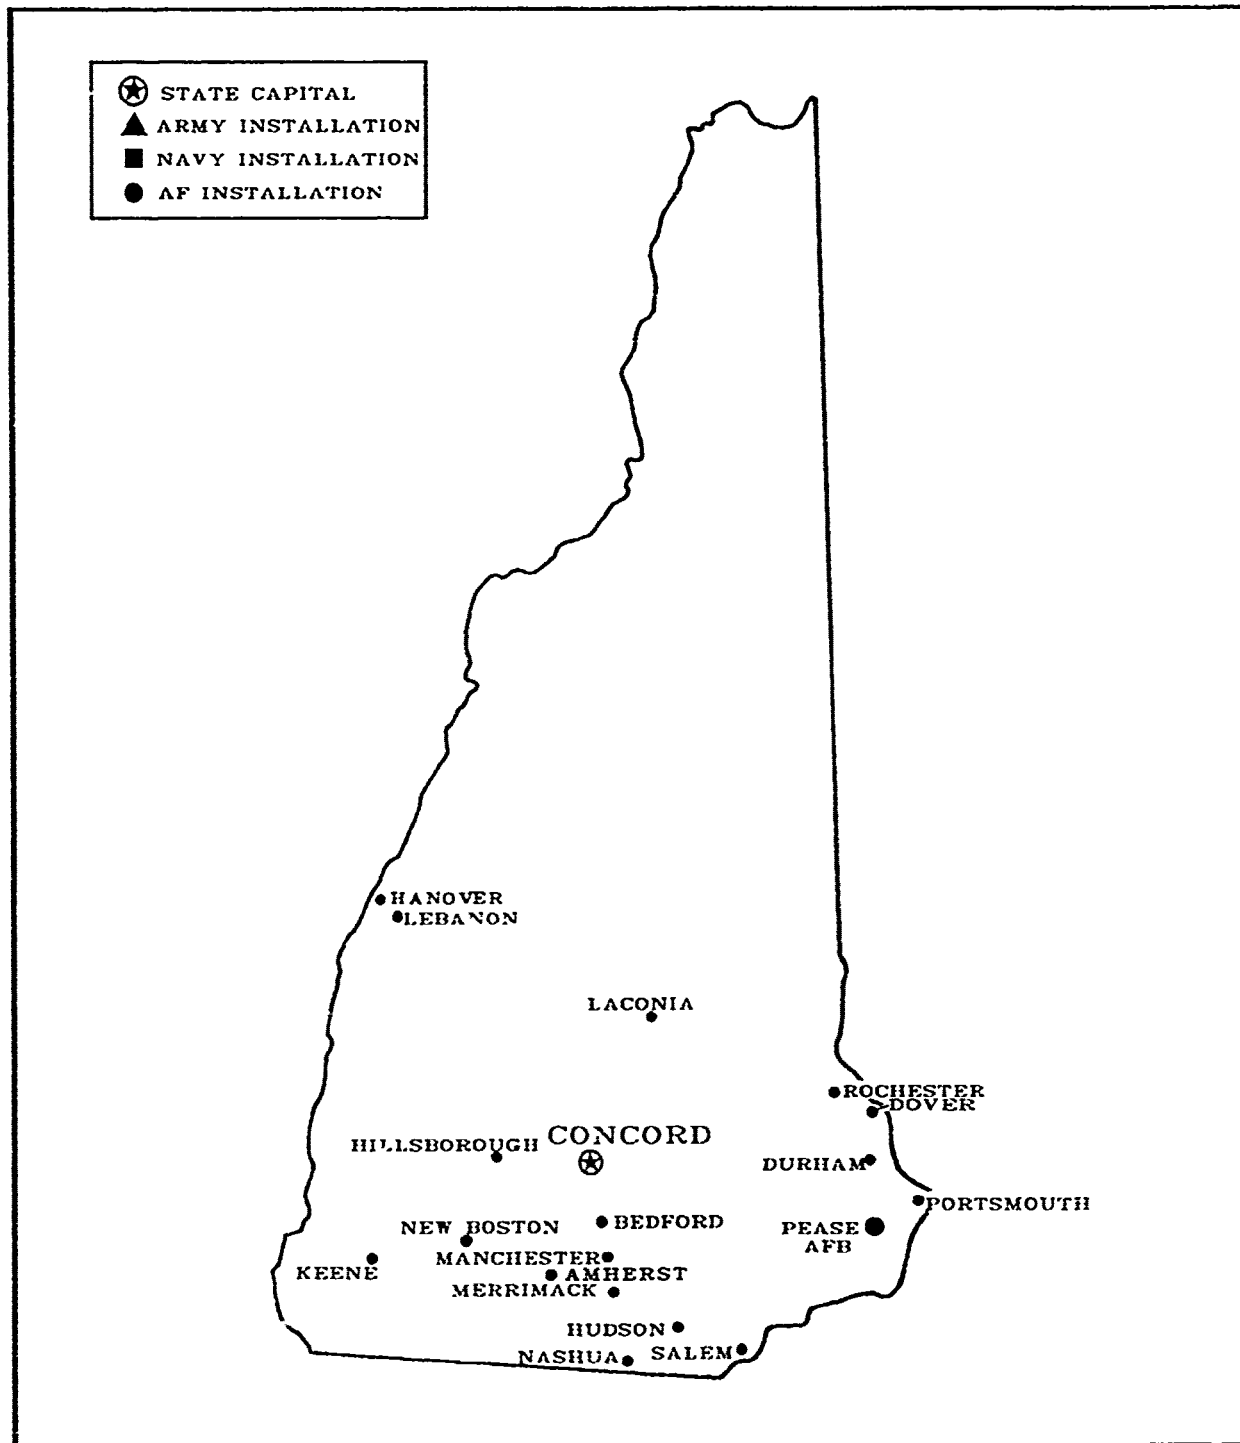 STATE CAPITAL
ARMY INSTALLATION
NAVY INSTALLATION
AF INSTALLATION
HANOVER
LEBANON
LACONIA
ROCHESTER
DOVER
CONCORD
HILLSBOROUGH
DURHAM
PORTSMOUTH
BEDFORD
NEW BOSTON
PEASE
AFB
MANCHESTER
KEENE
AMHERST
MERRIMACK
HUDSON
SALEM
NASHUA